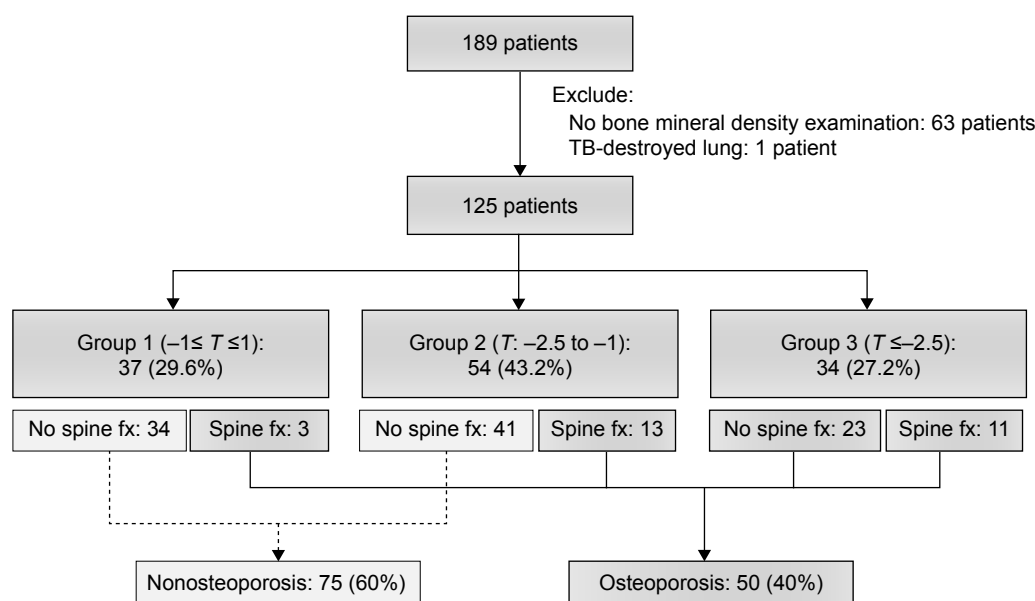 189 patients
Exclude:
No bone mineral density examination: 63 patients
TB-destroyed lung: 1 patient
125 patients
Group 1 (–1≤ T ≤1):
37 (29.6%)
Group 2 (T: –2.5 to –1):
54 (43.2%)
Group 3 (T ≤–2.5):
34 (27.2%)
No spine fx: 34
Spine fx: 3
No spine fx: 41
Spine fx: 13
No spine fx: 23
Spine fx: 11
Nonosteoporosis: 75 (60%)
Osteoporosis: 50 (40%)